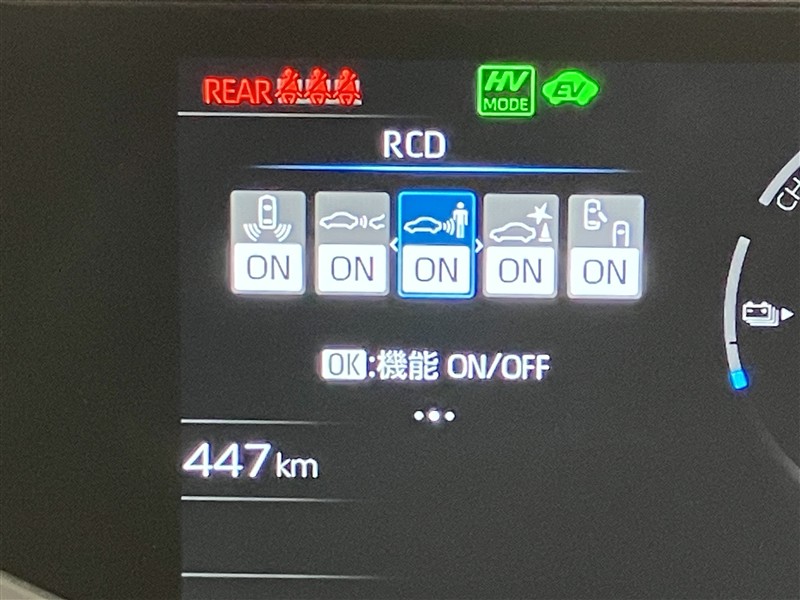 REAR
HV
MODE
EV
RCD
ON ON ON ON ON
OK:機能 ON/OFF
447km